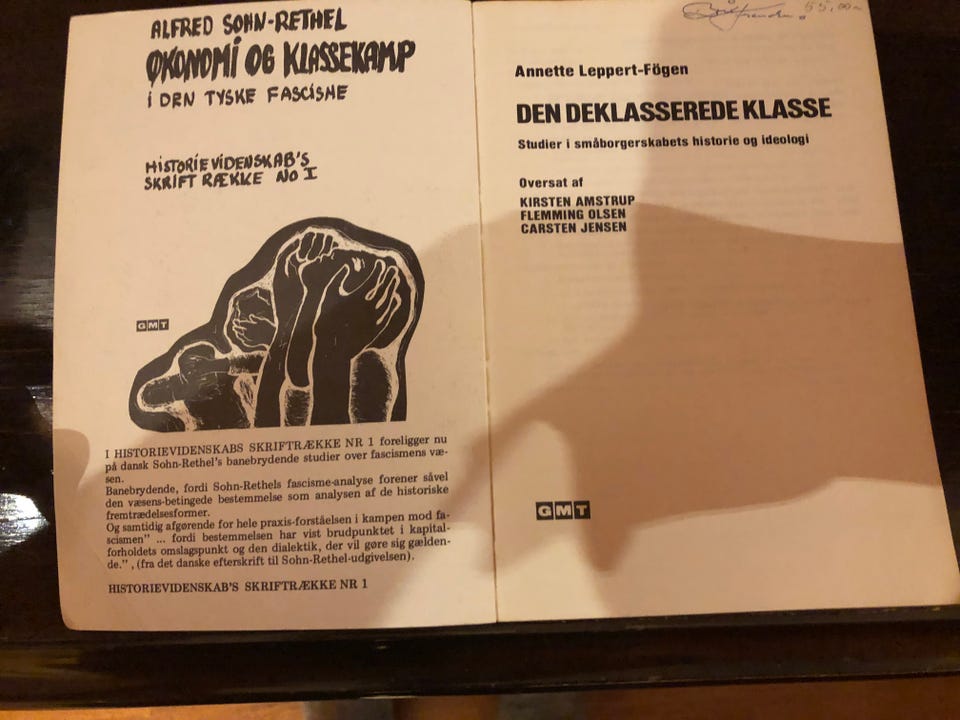 ALFRED SOHN-RETHEL
ØKONOMI OG KLASSEKAMP
I DEN TYSKE FASCISME
HISTORIEVIDENSKAB'S
SKRIFT RÆKKE NO I
GMT
I HISTORIEVIDENSKABS SKRIFTRÆKKE NR 1 foreligger nu
på dansk Sohn-Rethel's banebrydende studier over fascismens væ-
sen.
Banebrydende, fordi Sohn-Rethels fascisme-analyse forener såvel
den væsens-betingede bestemmelse som analysen af de historiske
fremtrædelsesformer.
Og samtidig afgørende for hele praxis-forståelsen i kampen mod fa-
scismen" ... fordi bestemmelsen har vist brudpunktet i kapital-
forholdets omslagspunkt og den dialektik, der vil gøre sig gælden-
de.", (fra det danske efterskrift til Sohn-Rethel-udgivelsen).
HISTORIEVIDENSKAB'S SKRIFTRÆKKE NR 1
55,00
Annette Leppert-Fögen
DEN DEKLASSEREDE KLASSE
Studier i småborgerskabets historie og ideologi
Oversat af
KIRSTEN AMSTRUP
FLEMMING OLSEN
CARSTEN JENSEN
GMT